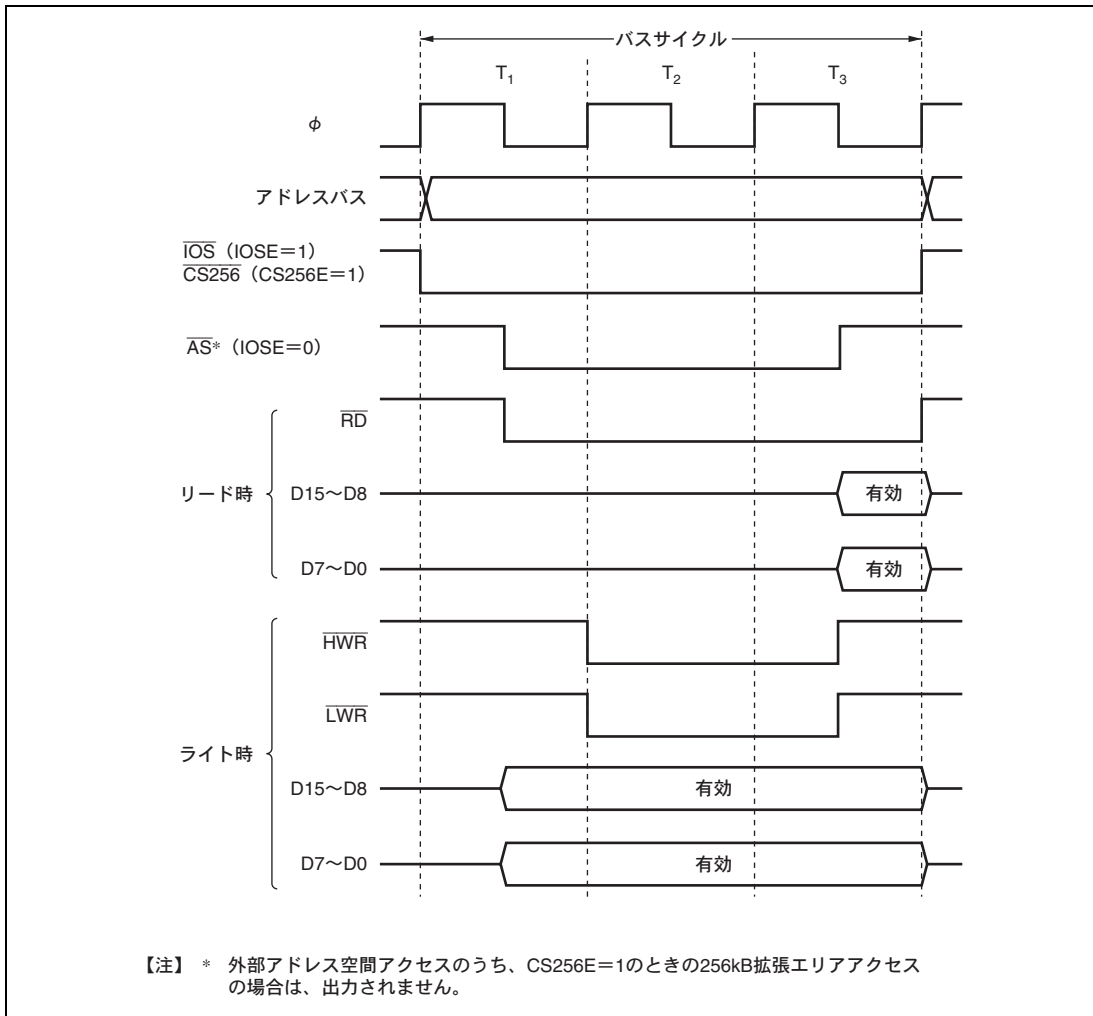 バスサイクル
T1 T2 T3
φ
アドレスバス
IOS（IOSE＝1）
CS256（CS256E＝1）
AS*（IOSE＝0）
RD
リード時
D15～D8 有効
D7～D0 有効
HWR
LWR
ライト時
D15～D8 有効
D7～D0 有効
【注】 * 外部アドレス空間アクセスのうち、CS256E＝1のときの256kB拡張エリアアクセス
の場合は、出力されません。